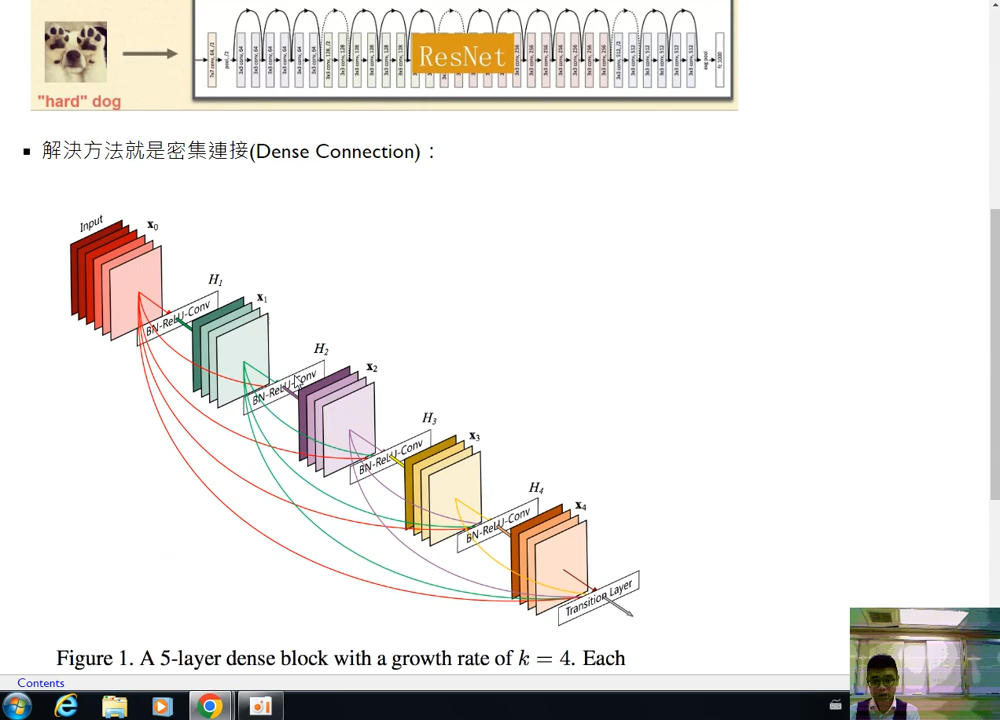 ResNet
"hard" dog
▪ 解決方法就是密集連接(Dense Connection)：
Input
x0
H1
BN-ReLU-Conv
x1
H2
BN-ReLU-Conv
x2
H3
BN-ReLU-Conv
x3
H4
BN-ReLU-Conv
x4
Transition Layer
Figure 1. A 5-layer dense block with a growth rate of k = 4. Each
Contents